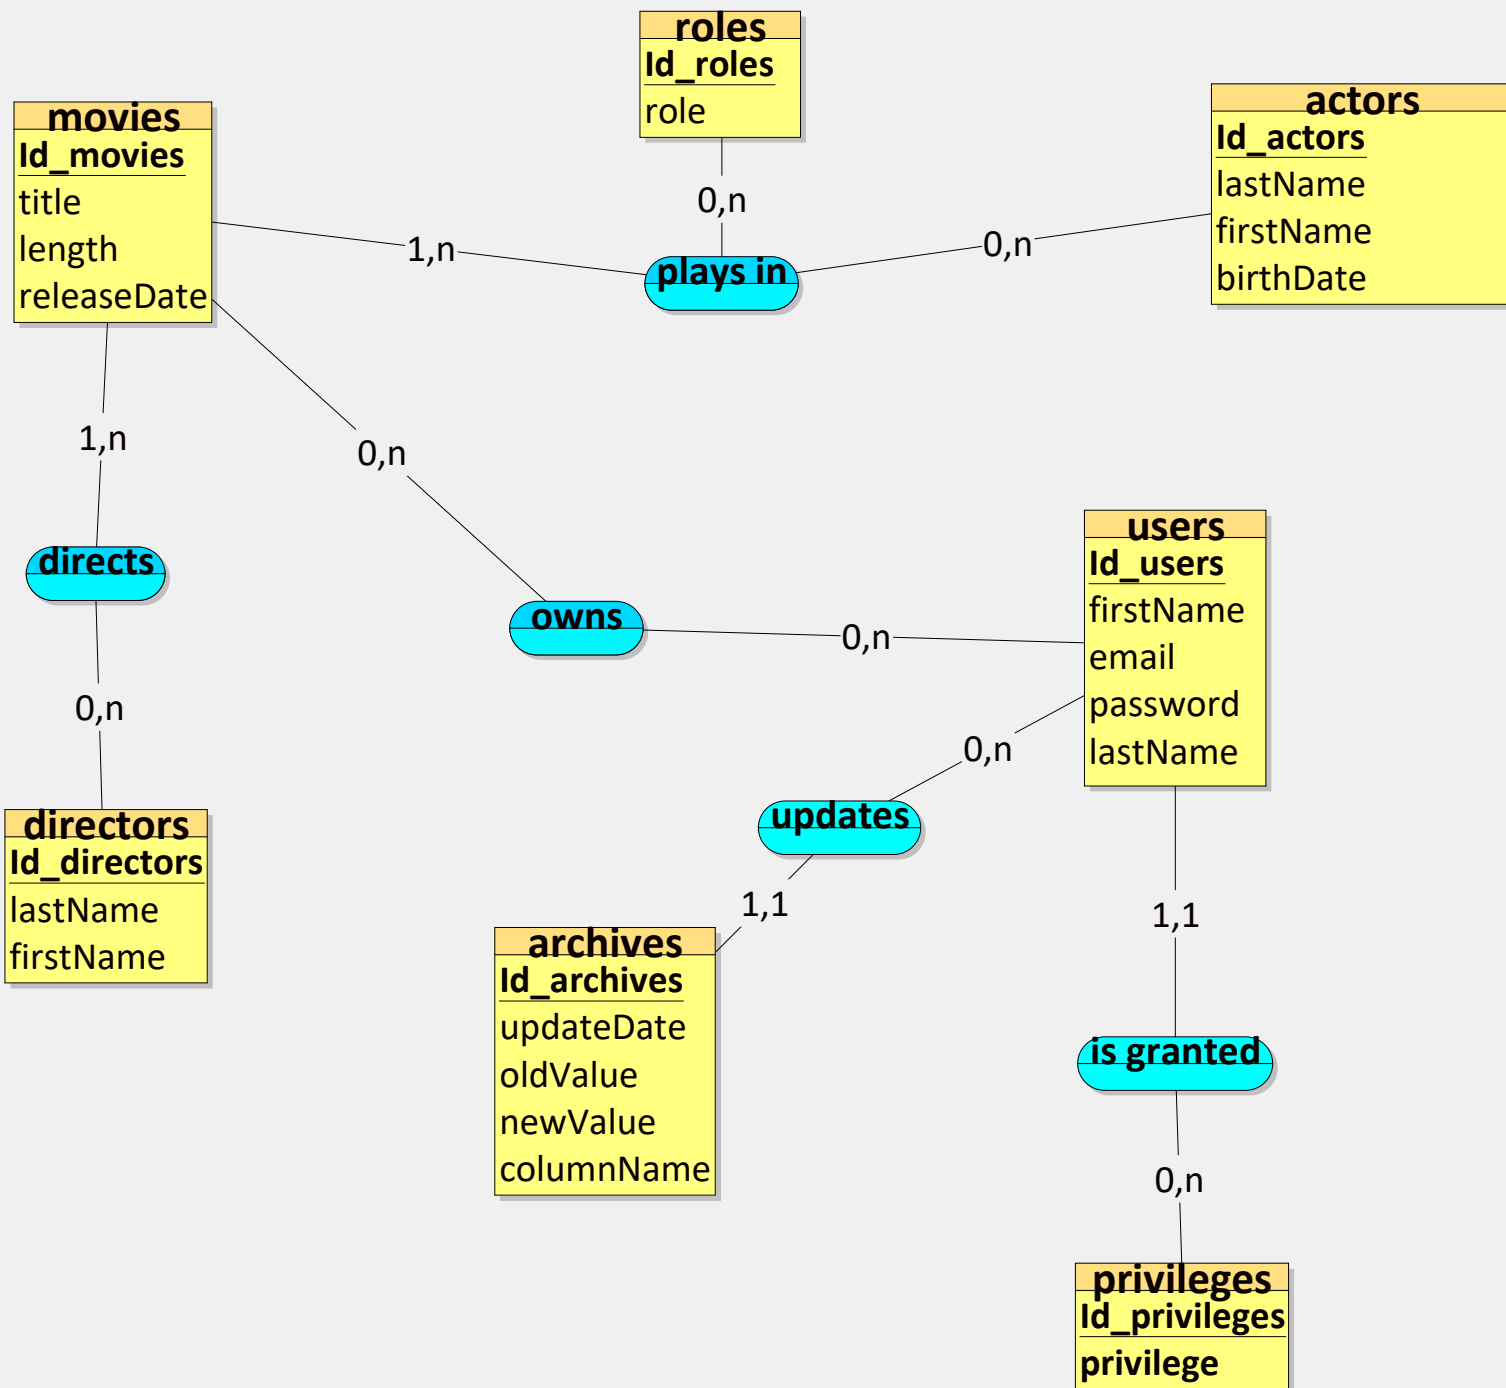 roles
Id_roles
role
movies
Id_movies
title
length
releaseDate
actors
Id_actors
lastName
firstName
birthDate
0,n
1,n
plays in
0,n
1,n
0,n
directs
owns
0,n
users
Id_users
firstName
email
password
lastName
0,n
0,n
updates
directors
Id_directors
lastName
firstName
1,1
archives
Id_archives
updateDate
oldValue
newValue
columnName
1,1
is granted
0,n
privileges
Id_privileges
privilege